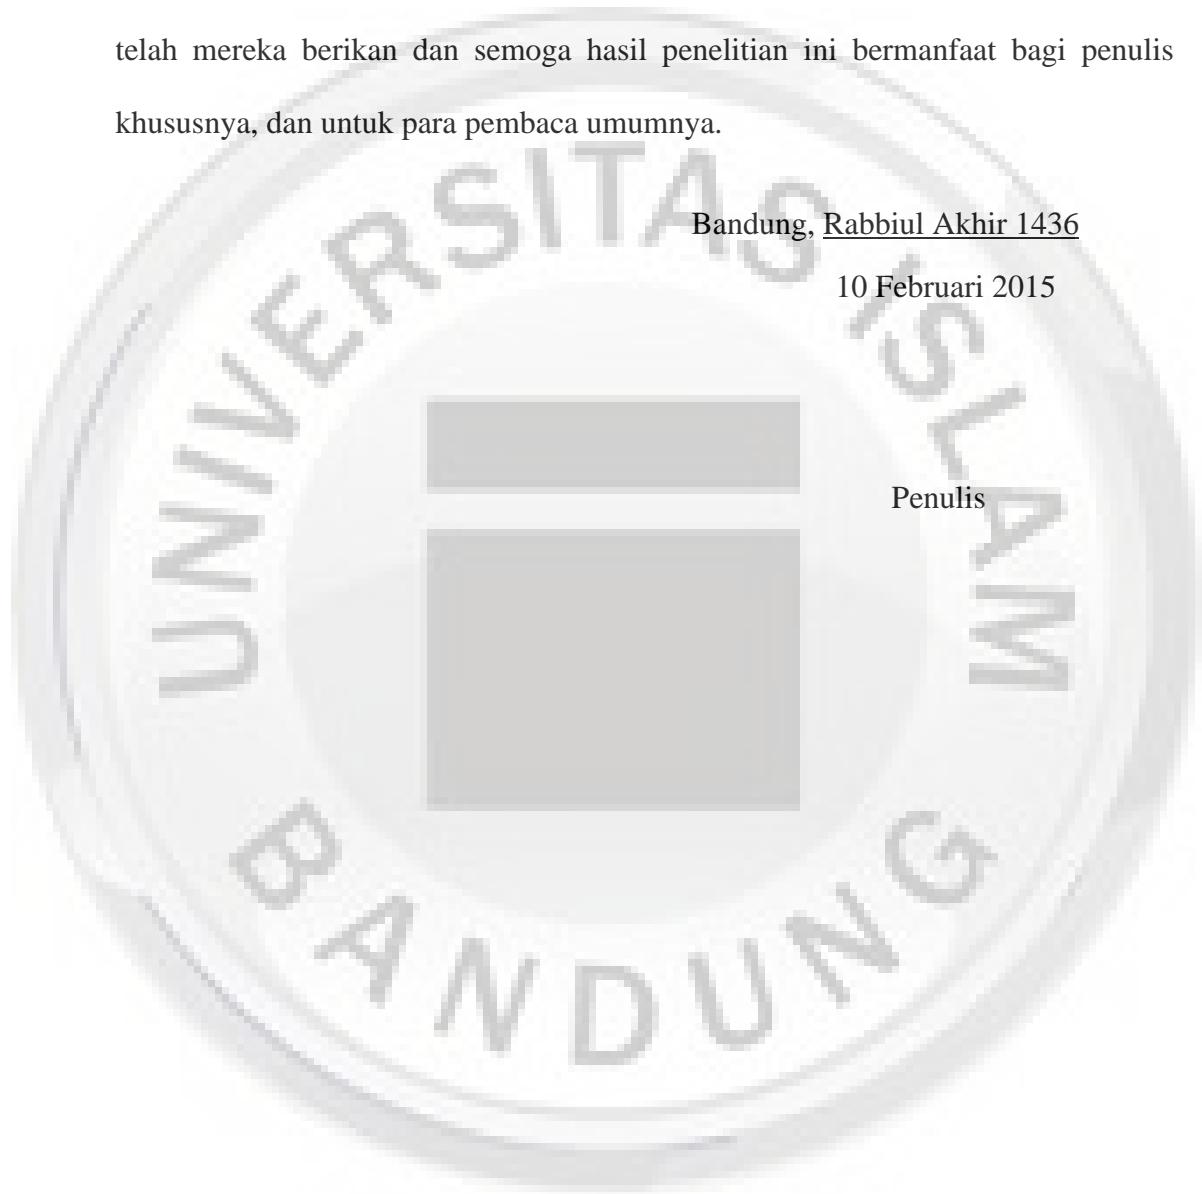 telah mereka berikan dan semoga hasil penelitian ini bermanfaat bagi penulis
khususnya, dan untuk para pembaca umumnya.
Bandung, Rabbiul Akhir 1436
10 Februari 2015
Penulis
UNIVERSITAS ISLAM
BANDUNG